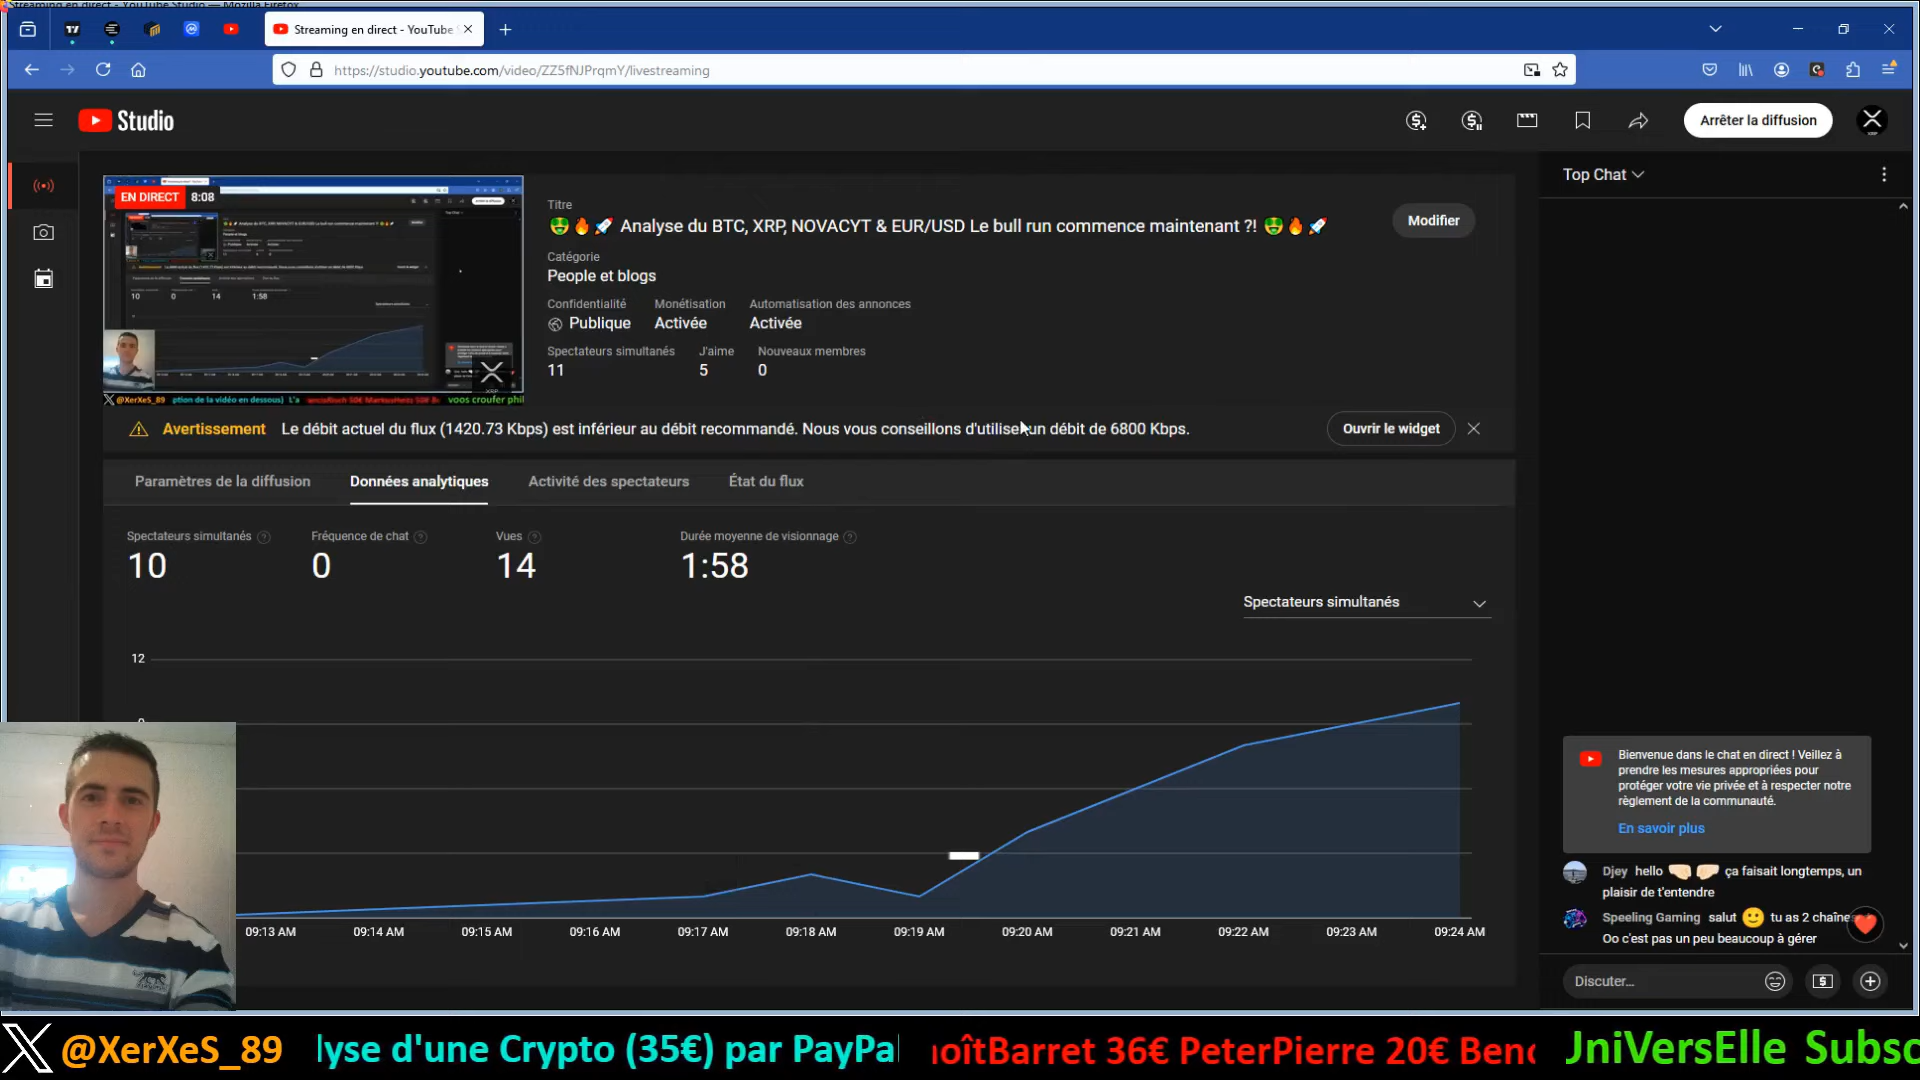 Streaming en direct - YouTube Studio — Mozilla Firefox
Streaming en direct - YouTube
https://studio.youtube.com/video/ZZ5fNJPrqmY/livestreaming
Studio
Arrêter la diffusion
EN DIRECT 8:08
Titre
🤑🔥🚀 Analyse du BTC, XRP, NOVACYT & EUR/USD Le bull run commence maintenant ?! 🤑🔥🚀
Modifier
Catégorie
People et blogs
Confidentialité Monétisation Automatisation des annonces
Publique Activée Activée
Spectateurs simultanés J'aime Nouveaux membres
11 5 0
Avertissement Le débit actuel du flux (1420.73 Kbps) est inférieur au débit recommandé. Nous vous conseillons d'utiliser un débit de 6800 Kbps.
Ouvrir le widget
Paramètres de la diffusion Données analytiques Activité des spectateurs État du flux
Spectateurs simultanés Fréquence de chat Vues Durée moyenne de visionnage
10 0 14 1:58
Spectateurs simultanés
12
09:13 AM 09:14 AM 09:15 AM 09:16 AM 09:17 AM 09:18 AM 09:19 AM 09:20 AM 09:21 AM 09:22 AM 09:23 AM 09:24 AM
Top Chat
Bienvenue dans le chat en direct ! Veillez à
prendre les mesures appropriées pour
protéger votre vie privée et à respecter notre
règlement de la communauté.
En savoir plus
Djey hello 🤜🤛 ça faisait longtemps, un
plaisir de t'entendre
Speeling Gaming salut 🙂 tu as 2 chaîne
Oo c'est pas un peu beaucoup à gérer
Discuter...
@XerXeS_89 lyse d'une Crypto (35€) par PayPal oîtBarret 36€ PeterPierre 20€ Beno JniVersElle Subsc